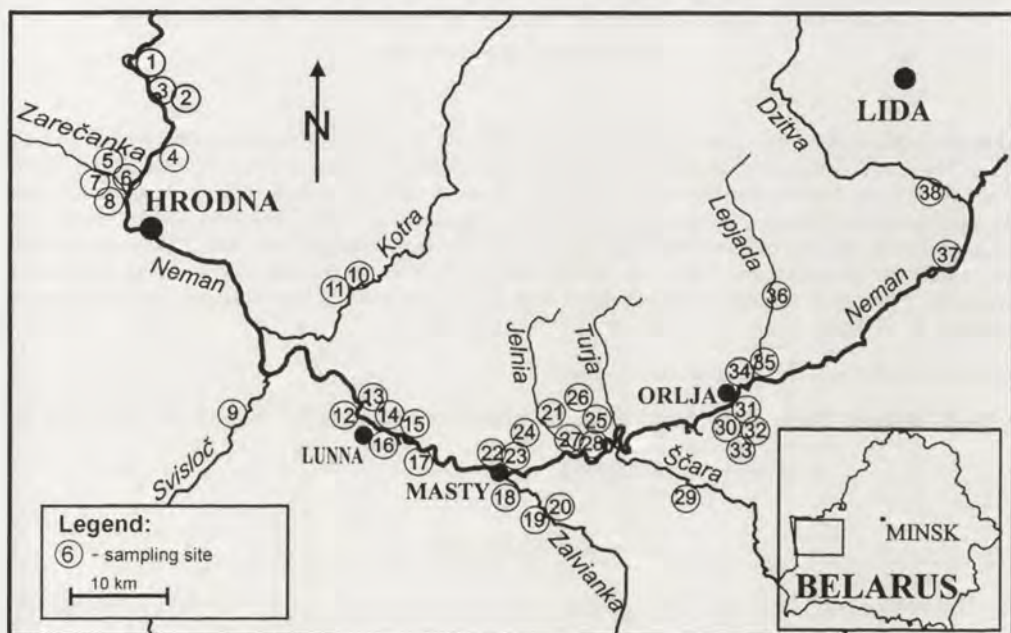 1
3
2
Zarečanka
5
4
7
6
8
HRODNA
N
Neman
Kotra
10
11
LIDA
Dzitva
38
37
Lepjada
Neman
36
Jelnia
Turja
35
34
ORLJA
31
30
32
33
9
Svisloč
13
12
14
15
LUNNA
16
17
26
21
25
24
27
28
22
23
MASTY
18
20
19
Zalvianka
Ščara
29
Legend:
6 - sampling site
10 km
MINSK
BELARUS